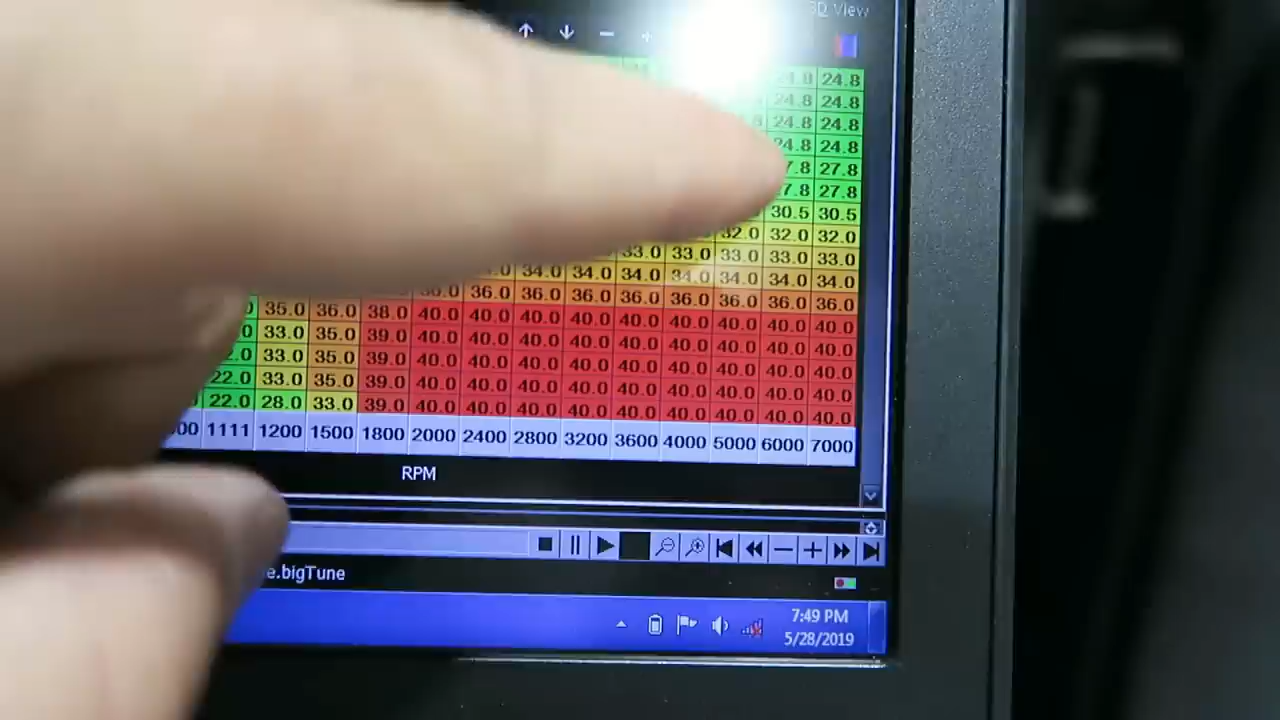 3D View
24.8 24.8
24.8 24.8
24.8 24.8
24.8 24.8
7.8 27.8
7.8 27.8
30.5 30.5
32.0 32.0 32.0
33.0 33.0 33.0 33.0 33.0
34.0 34.0 34.0 34.0 34.0 34.0 34.0
36.0 36.0 36.0 36.0 36.0 36.0 36.0 36.0 36.0
35.0 36.0 38.0 40.0 40.0 40.0 40.0 40.0 40.0 40.0 40.0 40.0
33.0 35.0 39.0 40.0 40.0 40.0 40.0 40.0 40.0 40.0 40.0 40.0
2.0 33.0 35.0 39.0 40.0 40.0 40.0 40.0 40.0 40.0 40.0 40.0 40.0
22.0 33.0 35.0 39.0 40.0 40.0 40.0 40.0 40.0 40.0 40.0 40.0 40.0
22.0 28.0 33.0 39.0 40.0 40.0 40.0 40.0 40.0 40.0 40.0 40.0 40.0
00 1111 1200 1500 1800 2000 2400 2800 3200 3600 4000 5000 6000 7000
RPM
e.bigTune
7:49 PM
5/28/2019